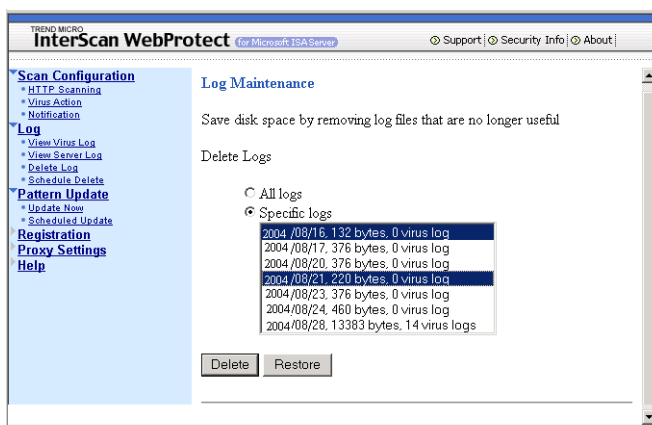 TREND MICRO
InterScan WebProtect (for Microsoft ISA Server)
Support
Security Info
About
Scan Configuration
HTTP Scanning
Virus Action
Notification
Log
View Virus Log
View Server Log
Delete Log
Schedule Delete
Pattern Update
Update Now
Scheduled Update
Registration
Proxy Settings
Help
Log Maintenance
Save disk space by removing log files that are no longer useful
Delete Logs
All logs
Specific logs
2004 /08/16, 132 bytes, 0 virus log
2004 /08/17, 376 bytes, 0 virus log
2004 /08/20, 376 bytes, 0 virus log
2004 /08/21, 220 bytes, 0 virus log
2004 /08/23, 376 bytes, 0 virus log
2004 /08/24, 460 bytes, 0 virus log
2004 /08/28, 13383 bytes, 14 virus logs
Delete
Restore